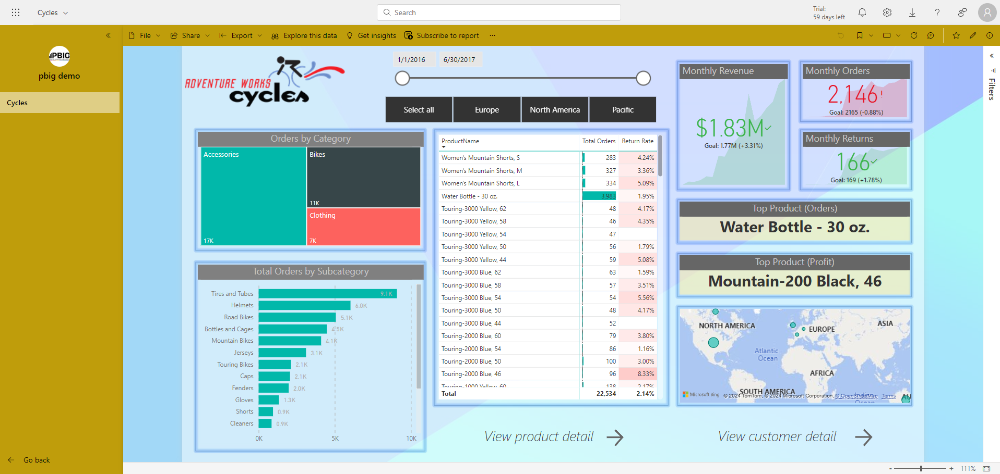 Cycles
Search
Trial:
59 days left
File
Share
Export
Explore this data
Get insights
Subscribe to report
PBIG
pbig demo
Cycles
Go back
ADVENTURE WORKS
cycles
1/1/2016
6/30/2017
Select all
Europe
North America
Pacific
Monthly Revenue
$1.83M
Goal: 1.77M (+3.31%)
Monthly Orders
2,146!
Goal: 2165 (-0.88%)
Monthly Returns
166
Goal: 169 (+1.78%)
Filters
Orders by Category
Accessories
17K
Bikes
11K
Clothing
7K
Total Orders by Subcategory
Tires and Tubes 9.1K
Helmets 6.0K
Road Bikes 5.1K
Bottles and Cages 4.5K
Mountain Bikes 4.1K
Jerseys 3.1K
Touring Bikes 2.1K
Caps 2.1K
Fenders 2.0K
Gloves 1.3K
Shorts 0.9K
Cleaners 0.9K
0K 5K 10K
ProductName Total Orders Return Rate
Women's Mountain Shorts, S 283 4.24%
Women's Mountain Shorts, M 327 3.36%
Women's Mountain Shorts, L 334 5.09%
Water Bottle - 30 oz. 3,983 1.95%
Touring-3000 Yellow, 62 48 4.17%
Touring-3000 Yellow, 58 46 4.35%
Touring-3000 Yellow, 54 47
Touring-3000 Yellow, 50 56 1.79%
Touring-3000 Yellow, 44 59 5.08%
Touring-3000 Blue, 62 63 1.59%
Touring-3000 Blue, 58 57 3.51%
Touring-3000 Blue, 54 54 5.56%
Touring-3000 Blue, 50 48 4.17%
Touring-3000 Blue, 44 52
Touring-2000 Blue, 60 79 3.80%
Touring-2000 Blue, 54 86 1.16%
Touring-2000 Blue, 50 100 3.00%
Touring-2000 Blue, 46 96 8.33%
Touring-1000 Yellow, 60 138 2.17%
Total 22,534 2.14%
Top Product (Orders)
Water Bottle - 30 oz.
Top Product (Profit)
Mountain-200 Black, 46
NORTH AMERICA
EUROPE
ASIA
Atlantic
Ocean
AFRICA
SOUTH AMERICA
AU
Microsoft Bing
© 2024 TomTom, © 2024 Microsoft Corporation, © OpenStreetMap Terms
View product detail
View customer detail
- + 111%